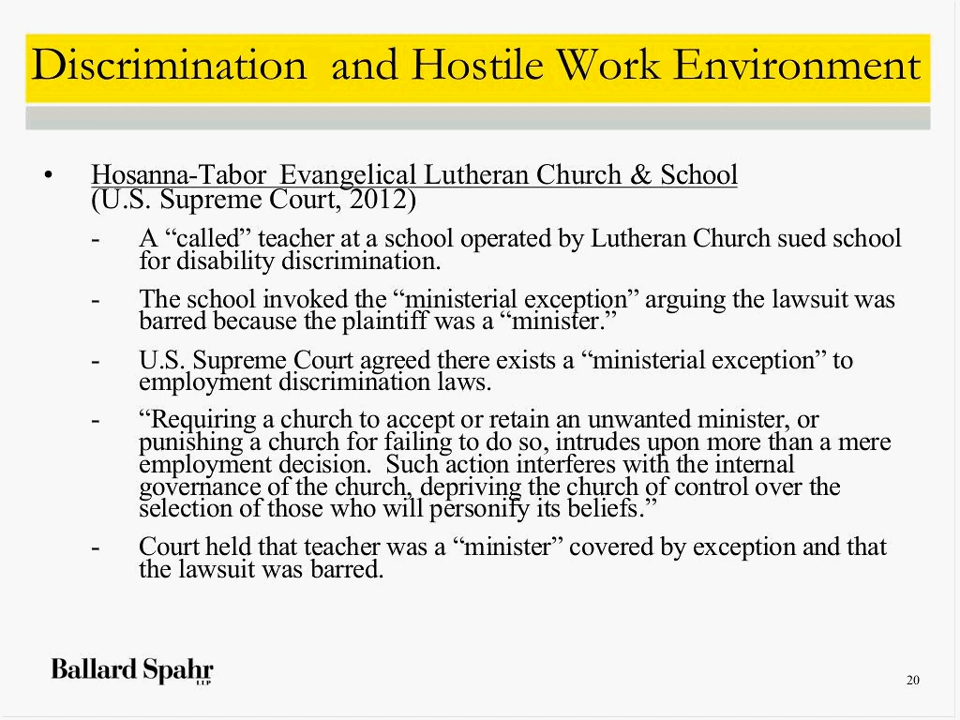 Discrimination and Hostile Work Environment
• Hosanna-Tabor Evangelical Lutheran Church & School
(U.S. Supreme Court, 2012)
- A “called” teacher at a school operated by Lutheran Church sued school
for disability discrimination.
- The school invoked the “ministerial exception” arguing the lawsuit was
barred because the plaintiff was a “minister.”
- U.S. Supreme Court agreed there exists a “ministerial exception” to
employment discrimination laws.
- “Requiring a church to accept or retain an unwanted minister, or
punishing a church for failing to do so, intrudes upon more than a mere
employment decision. Such action interferes with the internal
governance of the church, depriving the church of control over the
selection of those who will personify its beliefs.”
- Court held that teacher was a “minister” covered by exception and that
the lawsuit was barred.
Ballard Spahr
LLP
20